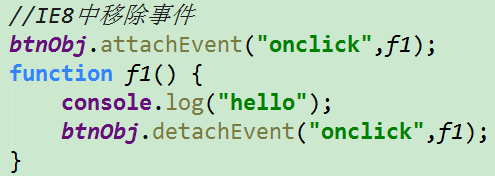 //IE8中移除事件
btnObj.attachEvent("onclick",f1);
function f1() {
    console.log("hello");
    btnObj.detachEvent("onclick",f1);
}